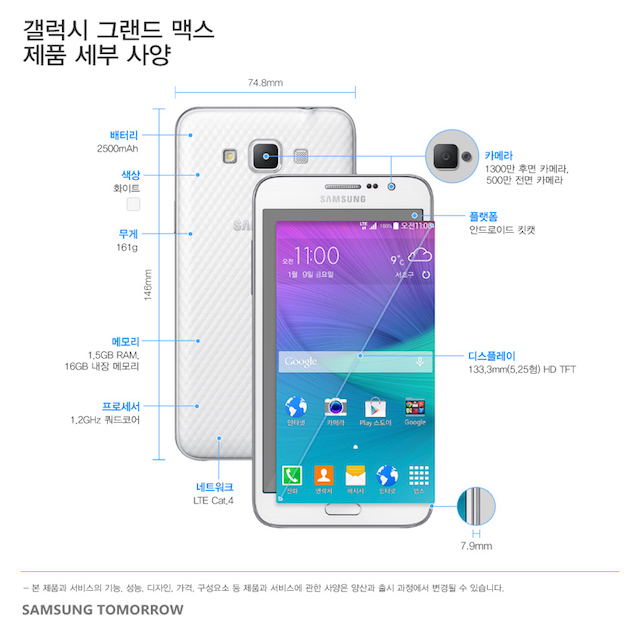 갤럭시 그랜드 맥스
제품 세부 사양
74.8mm
146mm
배터리
2500mAh
색상
화이트
무게
161g
메모리
1.5GB RAM,
16GB 내장 메모리
프로세서
1.2GHz 쿼드코어
네트워크
LTE Cat.4
카메라
1300만 후면 카메라,
500만 전면 카메라
플랫폼
안드로이드 킷캣
디스플레이
133.3mm(5.25형) HD TFT
7.9mm
SAMSUNG
LTE 100% 오전11:00
오전 11:00
1월 9일 금요일
9°c
서초구
Google
인터넷 카메라 Play 스토어 Google
전화 연락처 메시지 인터넷 앱스
– 본 제품과 서비스의 기능, 성능, 디자인, 가격, 구성요소 등 제품과 서비스에 관한 사양은 양산과 출시 과정에서 변경될 수 있습니다.
SAMSUNG TOMORROW